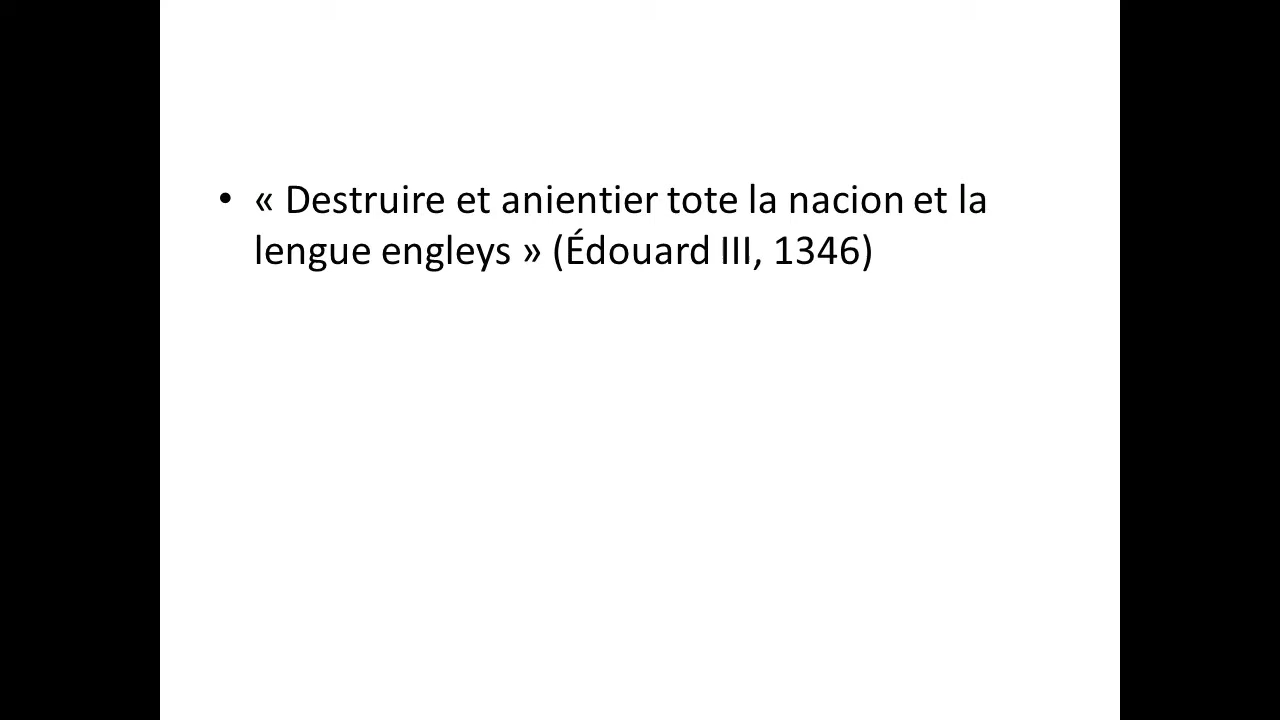 • « Destruire et anientier tote la nacion et la
lengue engleys » (Édouard III, 1346)